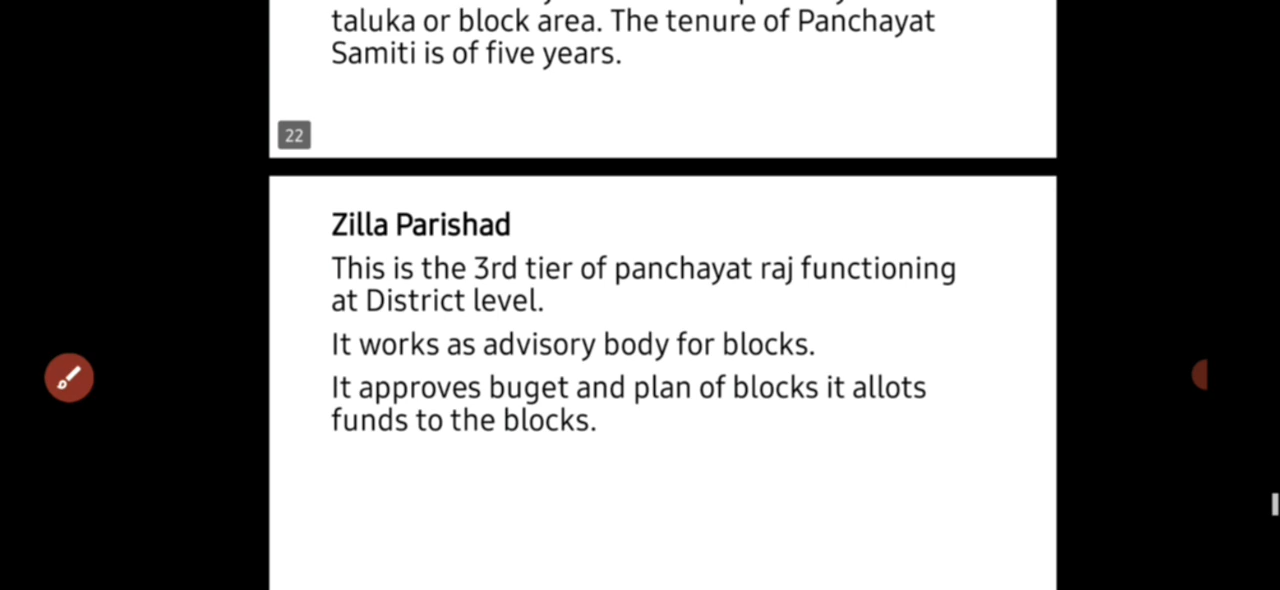 taluka or block area. The tenure of Panchayat
Samiti is of five years.
22
Zilla Parishad
This is the 3rd tier of panchayat raj functioning
at District level.
It works as advisory body for blocks.
It approves buget and plan of blocks it allots
funds to the blocks.